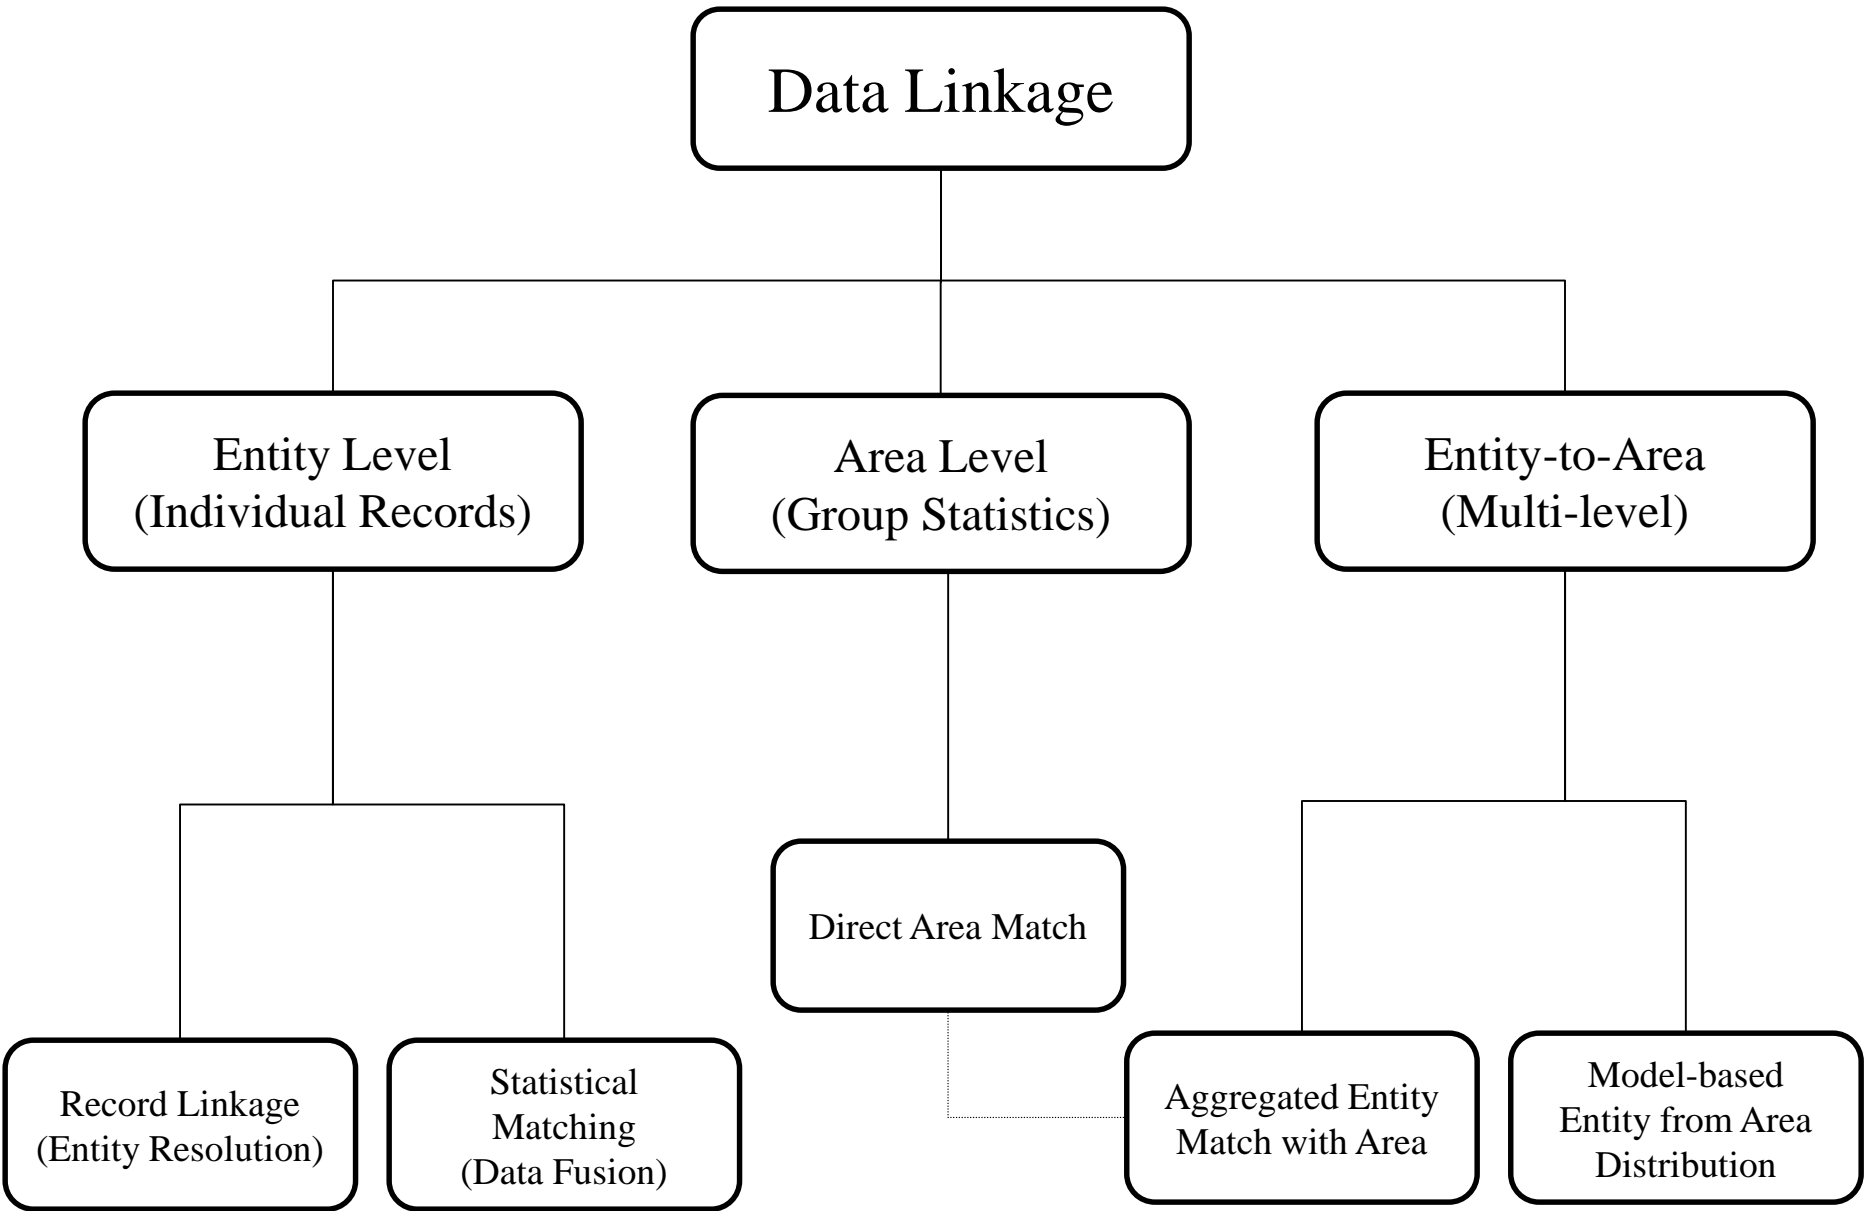 Data Linkage
Entity Level
(Individual Records)
Area Level
(Group Statistics)
Entity-to-Area
(Multi-level)
Direct Area Match
Record Linkage
(Entity Resolution)
Statistical
Matching
(Data Fusion)
Aggregated Entity
Match with Area
Model-based
Entity from Area
Distribution